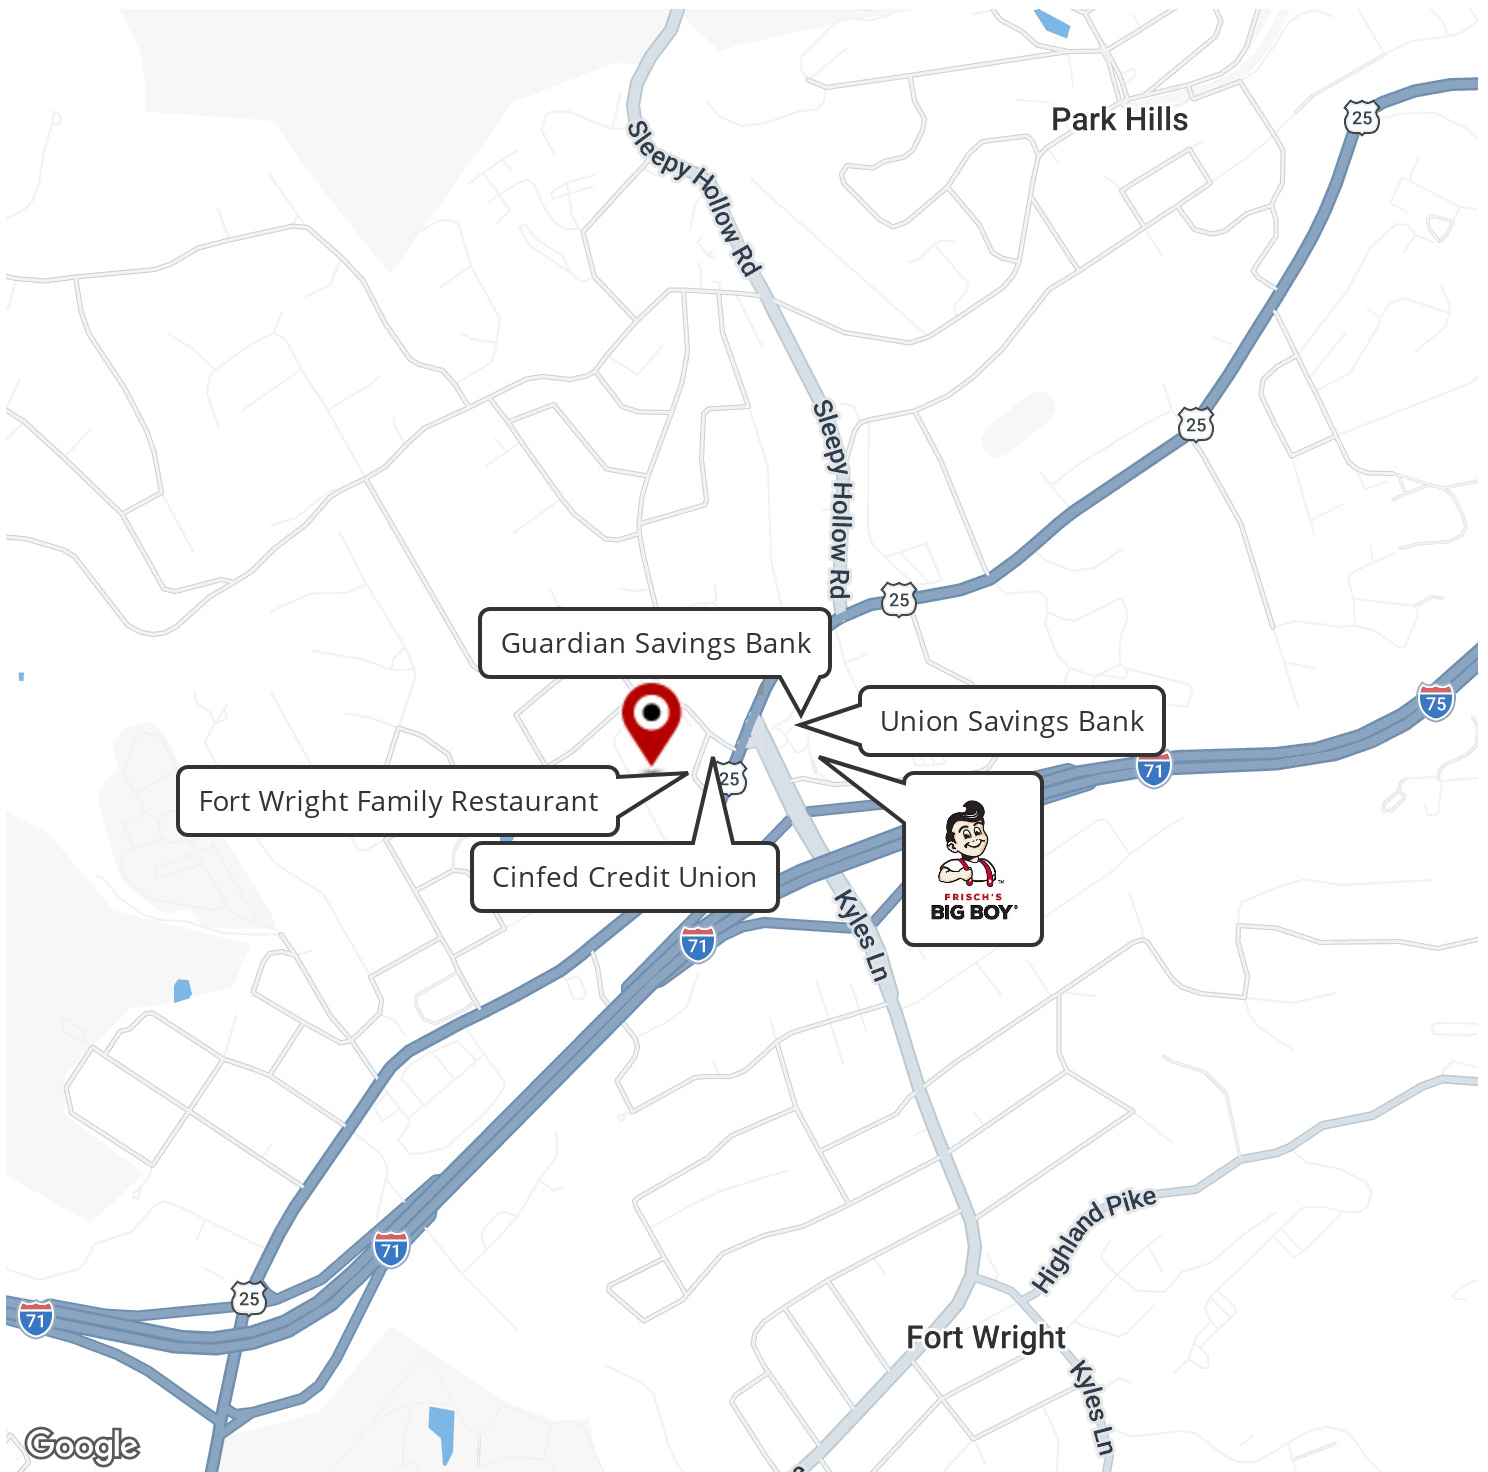 Park Hills
25
Sleepy Hollow Rd
25
Sleepy Hollow Rd
25
Guardian Savings Bank
75
Union Savings Bank
71
25
Fort Wright Family Restaurant
Cinfed Credit Union
FRISCH'S
BIG BOY
71
Kyles Ln
Highland Pike
71
25
71
Fort Wright
Kyles Ln
Google